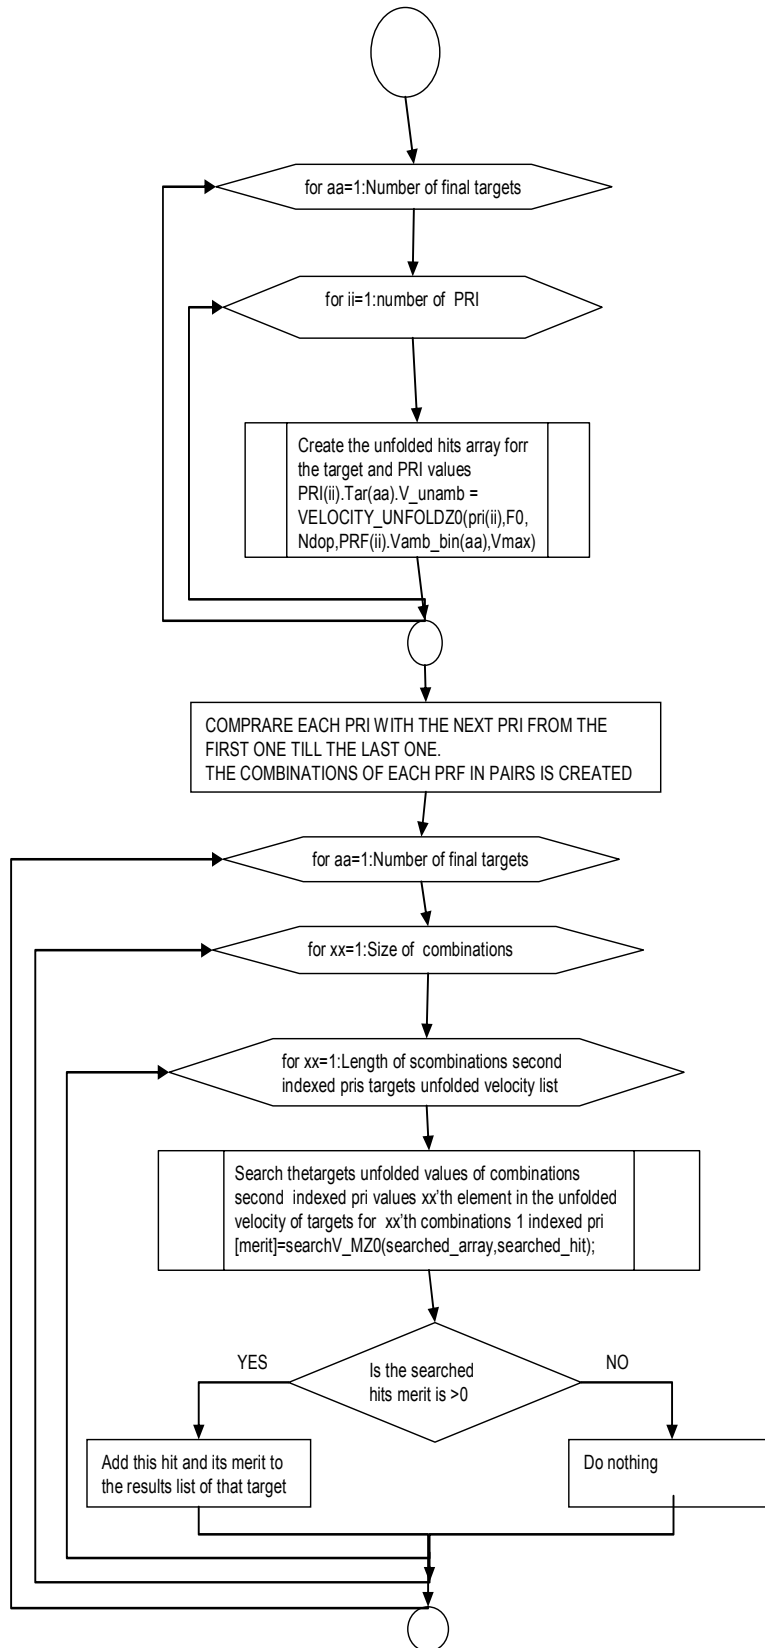 for aa=1:Number of final targets
for ii=1:number of  PRI
Create the unfolded hits array forr
the target and PRI values
PRI(ii).Tar(aa).V_unamb =
VELOCITY_UNFOLDZ0(pri(ii),F0,
Ndop,PRF(ii).Vamb_bin(aa),Vmax)
COMPRARE EACH PRI WITH THE NEXT PRI FROM THE
FIRST ONE TILL THE LAST ONE.
THE COMBINATIONS OF EACH PRF IN PAIRS IS CREATED
for aa=1:Number of final targets
for xx=1:Size of  combinations
for xx=1:Length of scombinations second
indexed pris targets unfolded velocity list
Search thetargets unfolded values of combinations
second  indexed pri values xx'th element in the unfolded
velocity of targets for  xx'th combinations 1 indexed pri
[merit]=searchV_MZ0(searched_array,searched_hit);
YES
Is the searched
hits merit is >0
NO
Add this hit and its merit to
the results list of that target
Do nothing